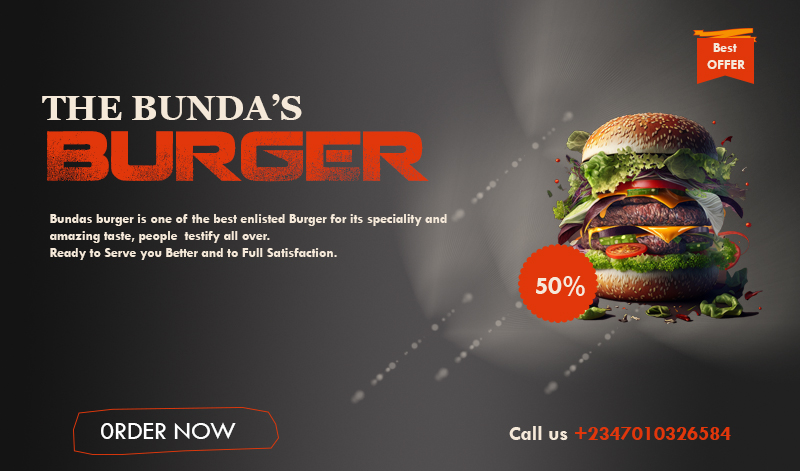 Best
OFFER
THE BUNDA'S
BURGER
Bundas burger is one of the best enlisted Burger for its speciality and
amazing taste, people  testify all over.
Ready to Serve you Better and to Full Satisfaction.
50%
ORDER NOW
Call us +2347010326584